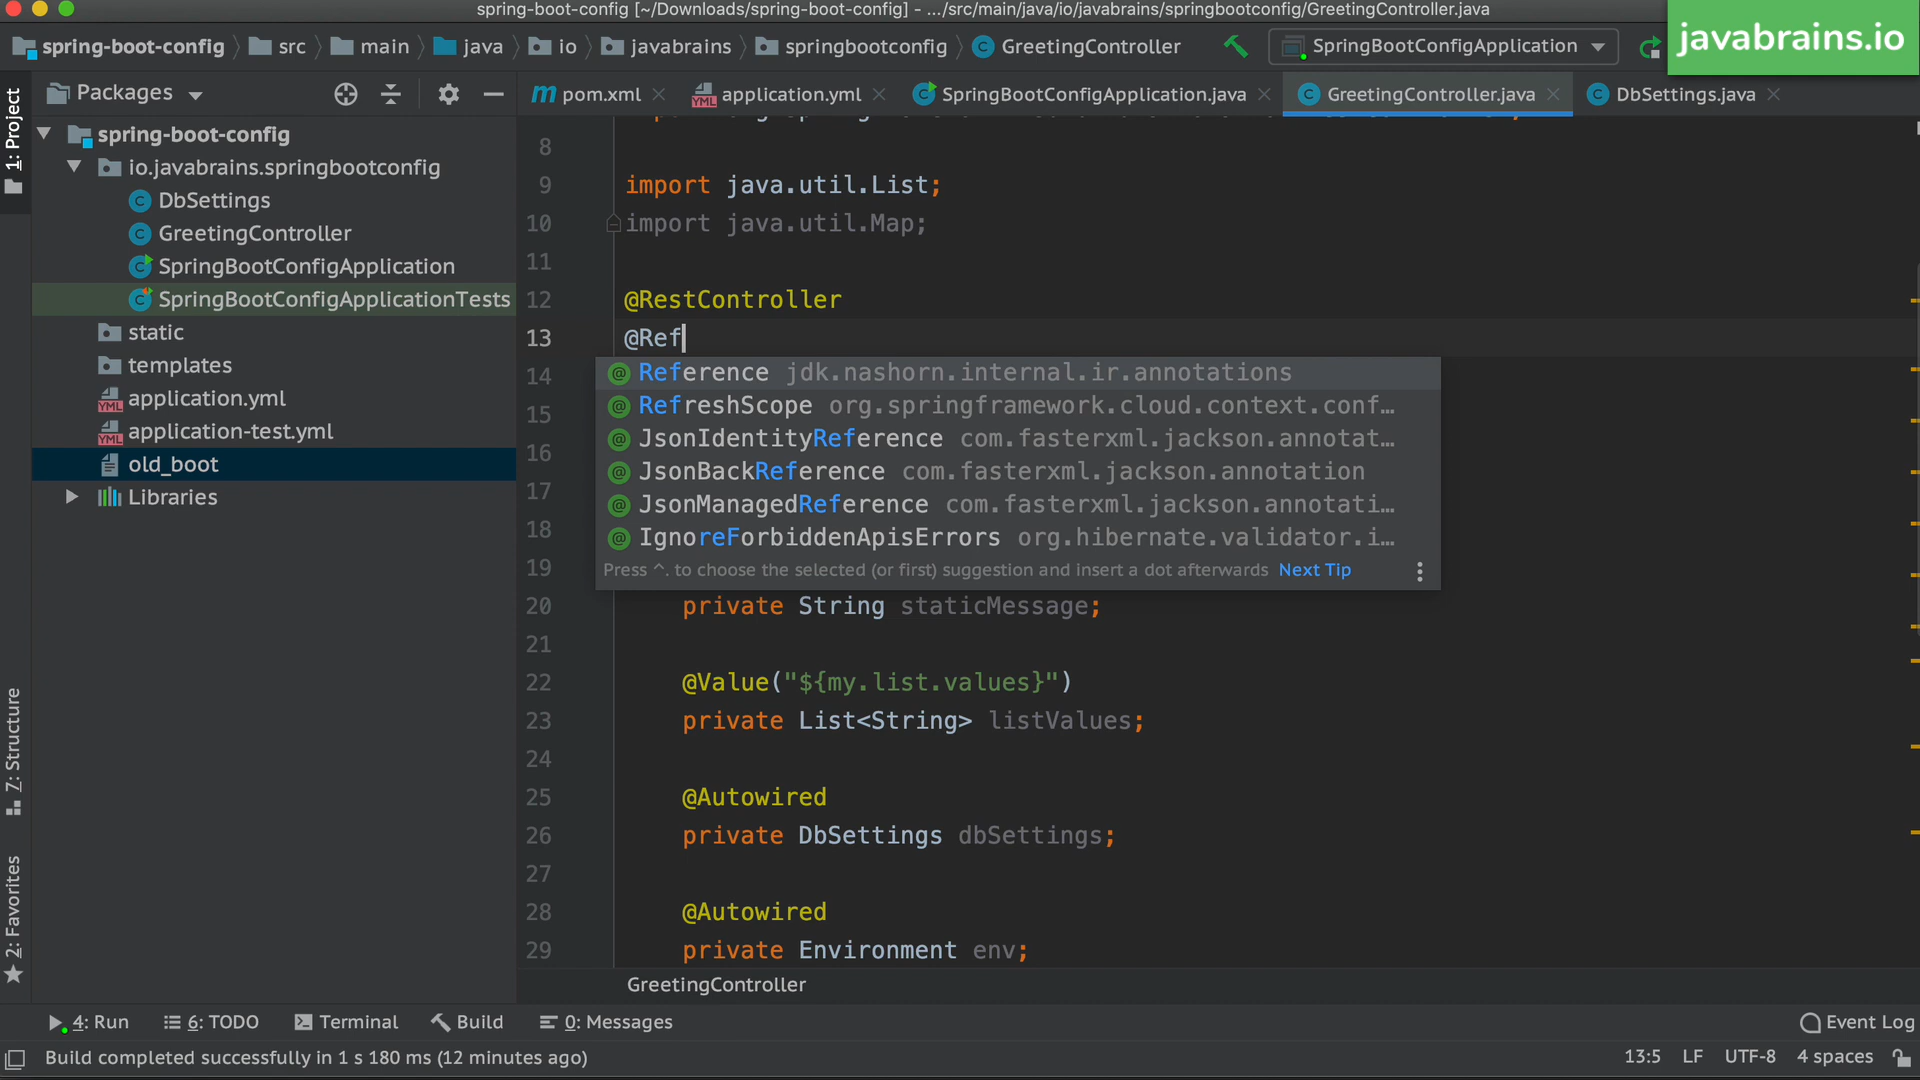 spring-boot-config [~/Downloads/spring-boot-config] - .../src/main/java/io/javabrains/springbootconfig/GreetingController.java
javabrains.io
spring-boot-config src main java io javabrains springbootconfig GreetingController SpringBootConfigApplication
1: Project
Packages
pom.xml application.yml SpringBootConfigApplication.java GreetingController.java DbSettings.java
spring-boot-config
io.javabrains.springbootconfig
DbSettings
GreetingController
SpringBootConfigApplication
SpringBootConfigApplicationTests
static
templates
application.yml
application-test.yml
old_boot
Libraries
8
9 import java.util.List;
10 import java.util.Map;
11
12 @RestController
13 @Ref
14
15
16
17
18
19
Reference jdk.nashorn.internal.ir.annotations
RefreshScope org.springframework.cloud.context.conf…
JsonIdentityReference com.fasterxml.jackson.annotat…
JsonBackReference com.fasterxml.jackson.annotation
JsonManagedReference com.fasterxml.jackson.annotati…
IgnoreForbiddenApisErrors org.hibernate.validator.i…
Press ^. to choose the selected (or first) suggestion and insert a dot afterwards Next Tip
20 private String staticMessage;
21
22 @Value("${my.list.values}")
23 private List<String> listValues;
24
25 @Autowired
26 private DbSettings dbSettings;
27
28 @Autowired
29 private Environment env;
GreetingController
Z: Structure
2: Favorites
4: Run 6: TODO Terminal Build 0: Messages Event Log
Build completed successfully in 1 s 180 ms (12 minutes ago) 13:5 LF UTF-8 4 spaces